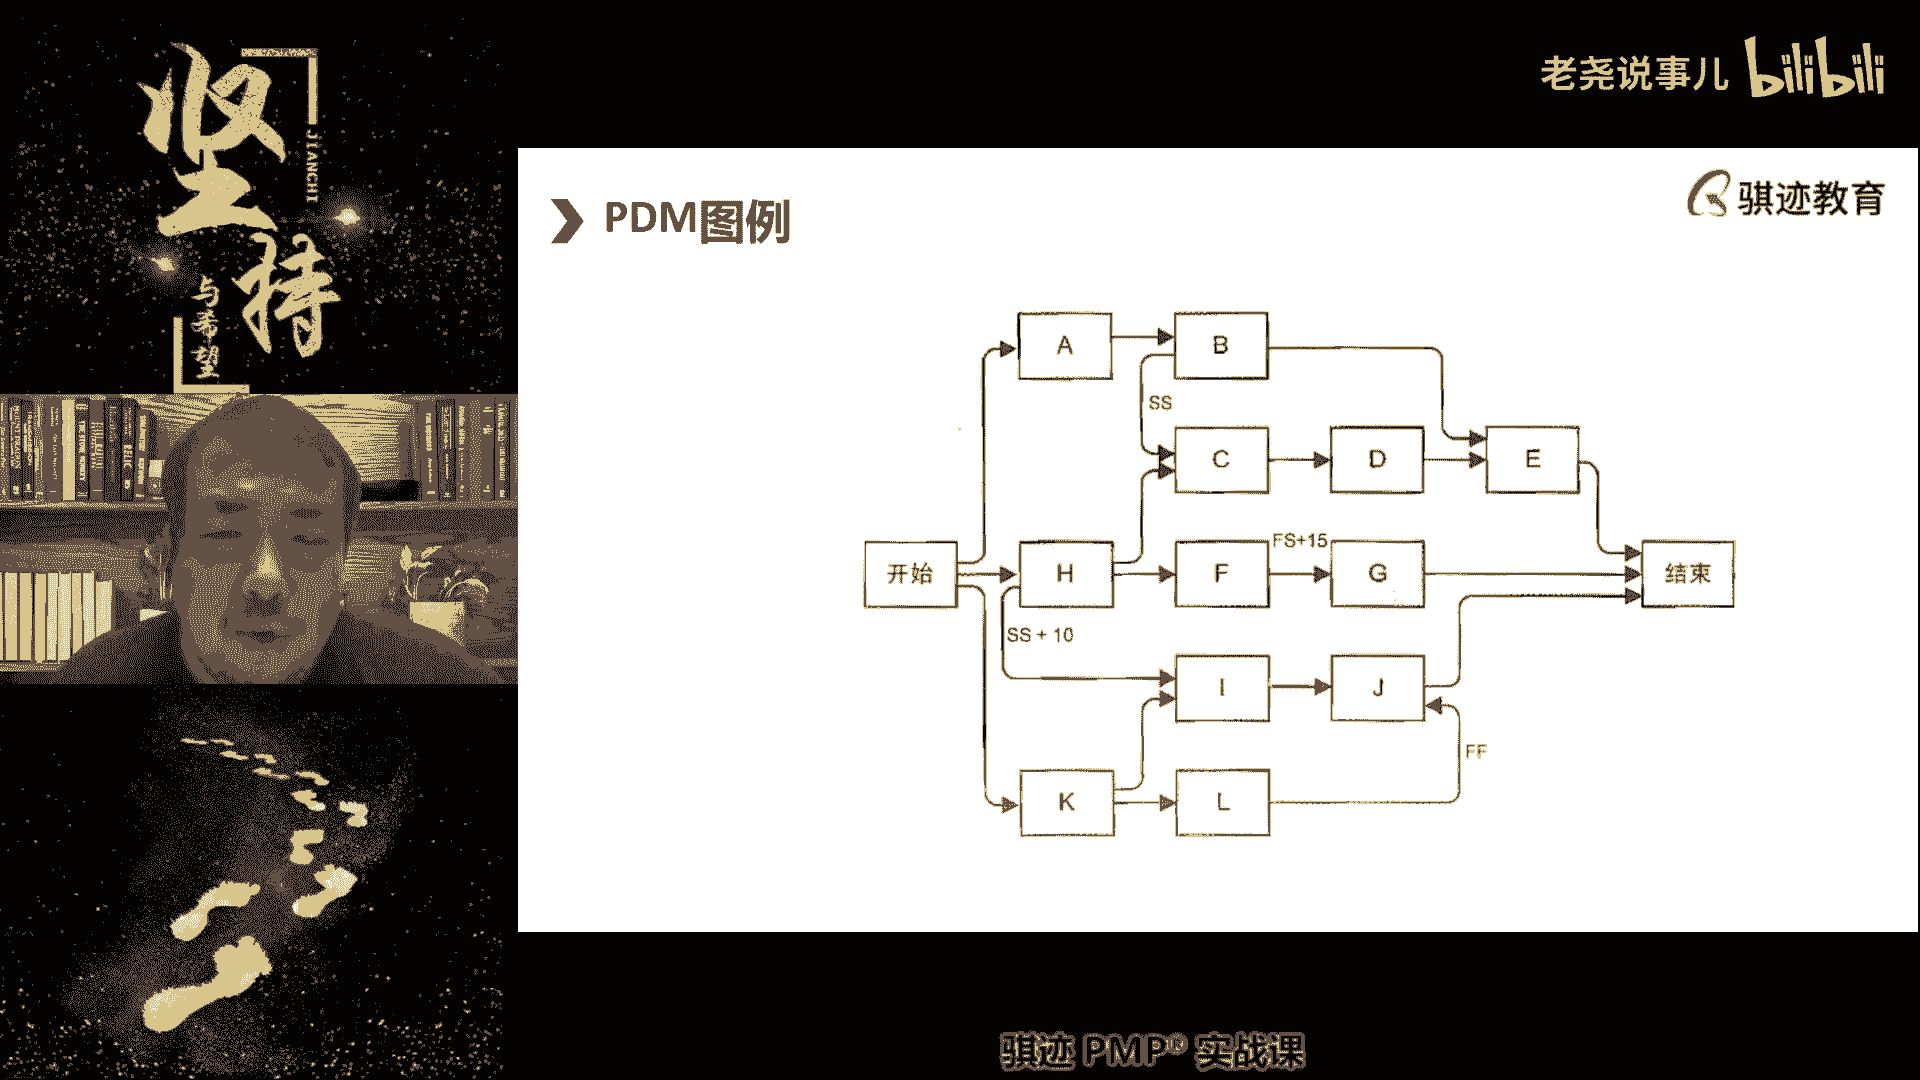 坚持
JIANCHI
与希望
老尧说事儿 bilibili
PDM图例
骐迹教育
A
B
SS
C
D
E
FS+15
开始
H
F
G
结束
SS + 10
I
J
FF
K
L
骐迹 PMP® 实战课